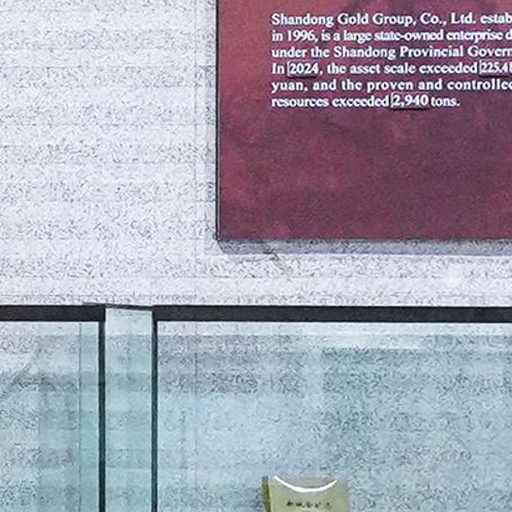 Shandong Gold Group, Co., Ltd. estab
in 1996, is a large state-owned enterprise d
under the Shandong Provincial Govern
In 2024, the asset scale exceeded 225.4
yuan, and the proven and controlled
resources exceeded 2,940 tons.